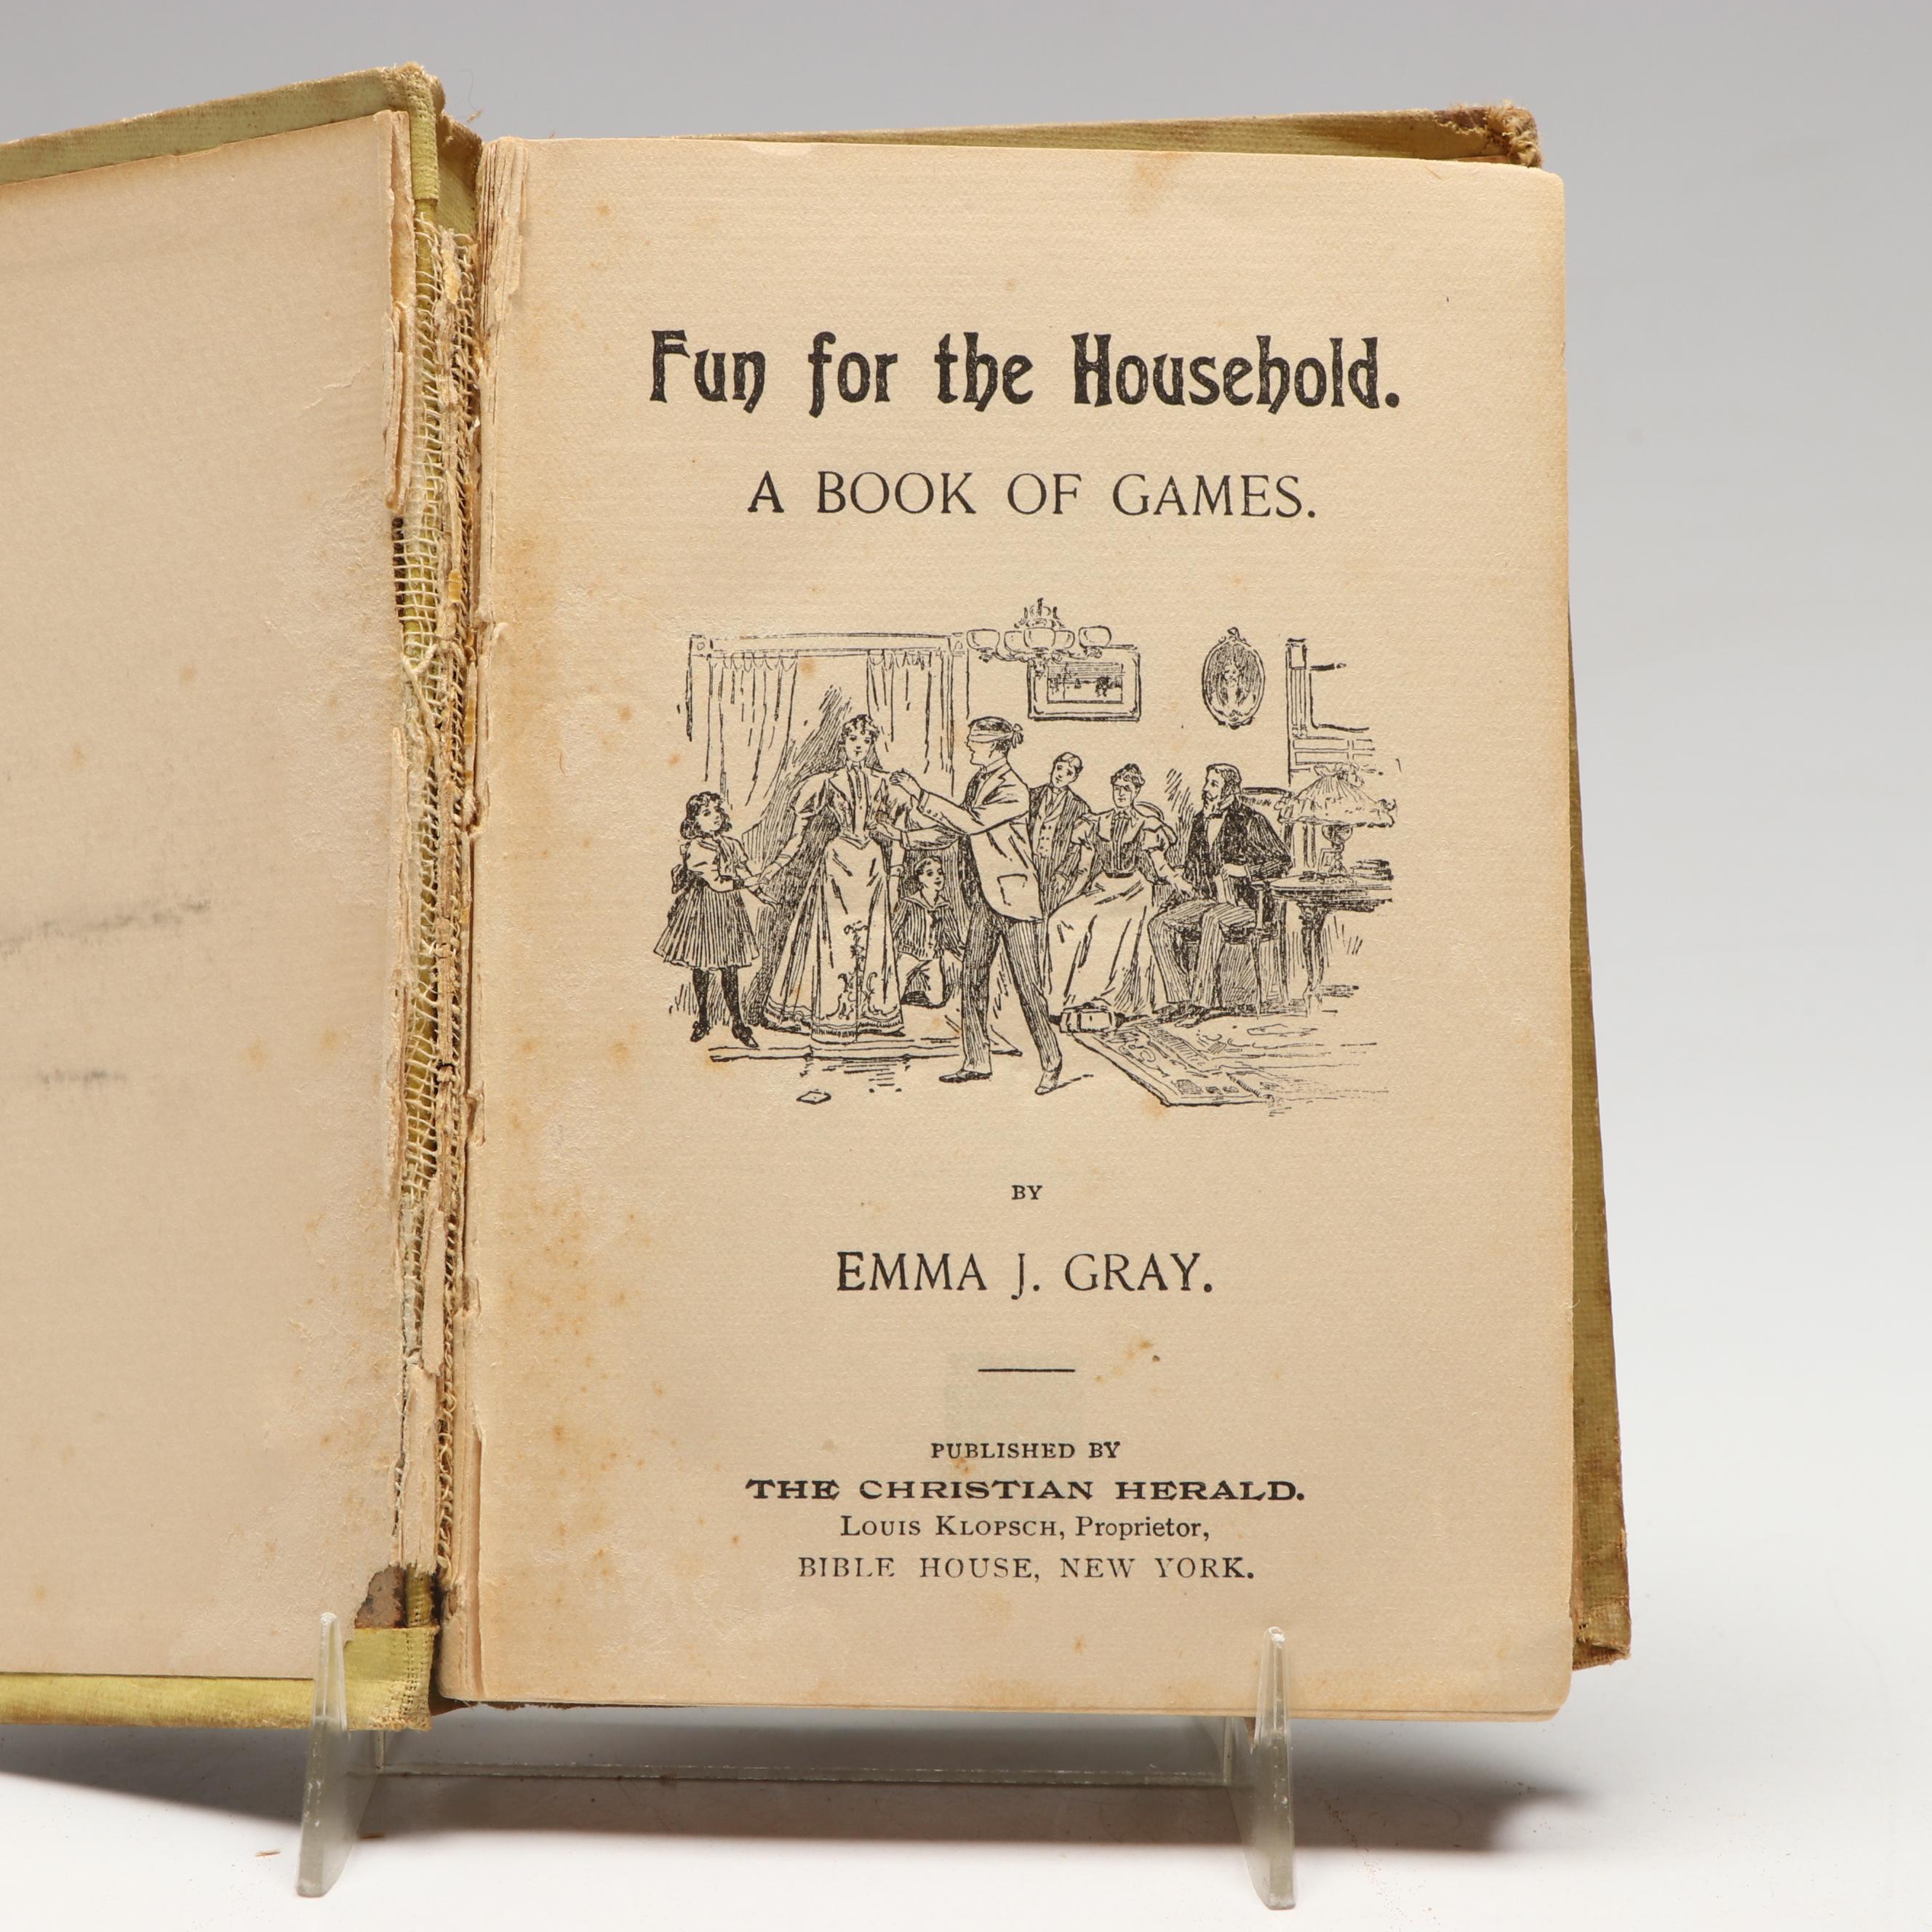 Fun for the Household.
A BOOK OF GAMES.
BY
EMMA J. GRAY.
PUBLISHED BY
THE CHRISTIAN HERALD.
LOUIS KLOPSCH, Proprietor,
BIBLE HOUSE, NEW YORK.